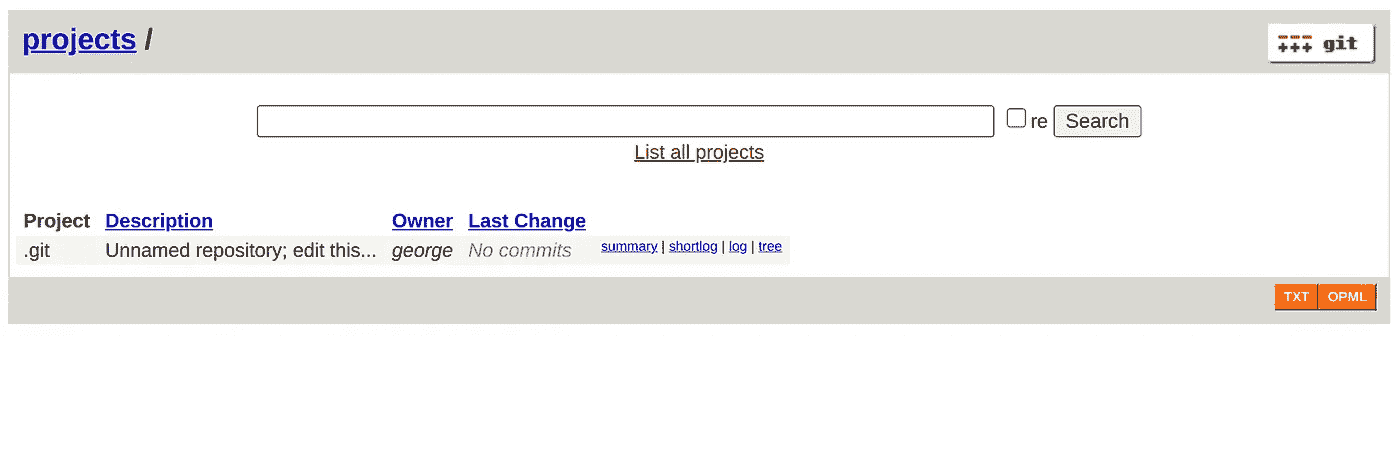 projects /
git
re Search
List all projects
Project Description Owner Last Change
.git Unnamed repository; edit this... george No commits summary | shortlog | log | tree
TXT OPML